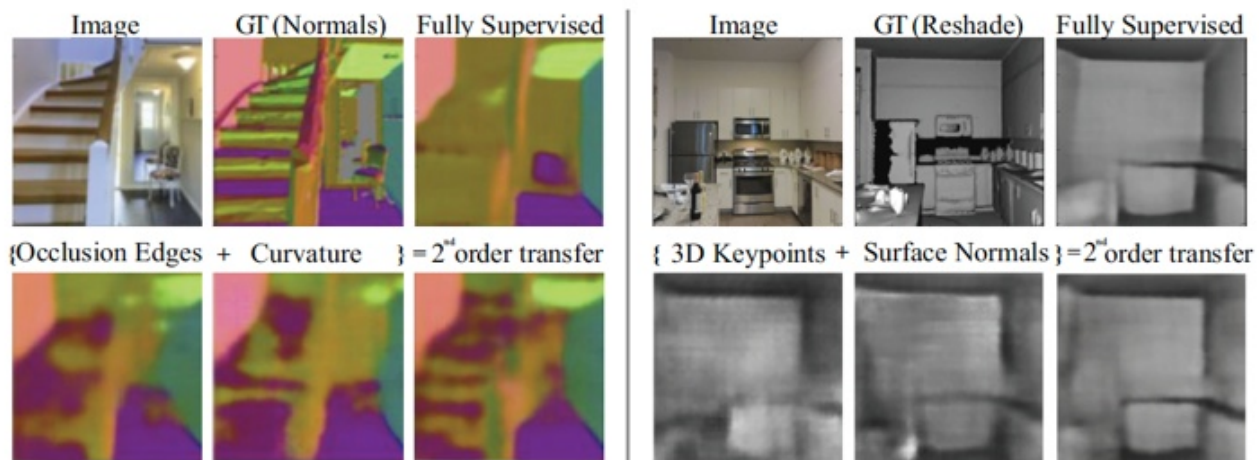 Image GT (Normals) Fully Supervised
{Occlusion Edges + Curvature } = 2nd order transfer
Image GT (Reshade) Fully Supervised
{ 3D Keypoints + Surface Normals } = 2nd order transfer